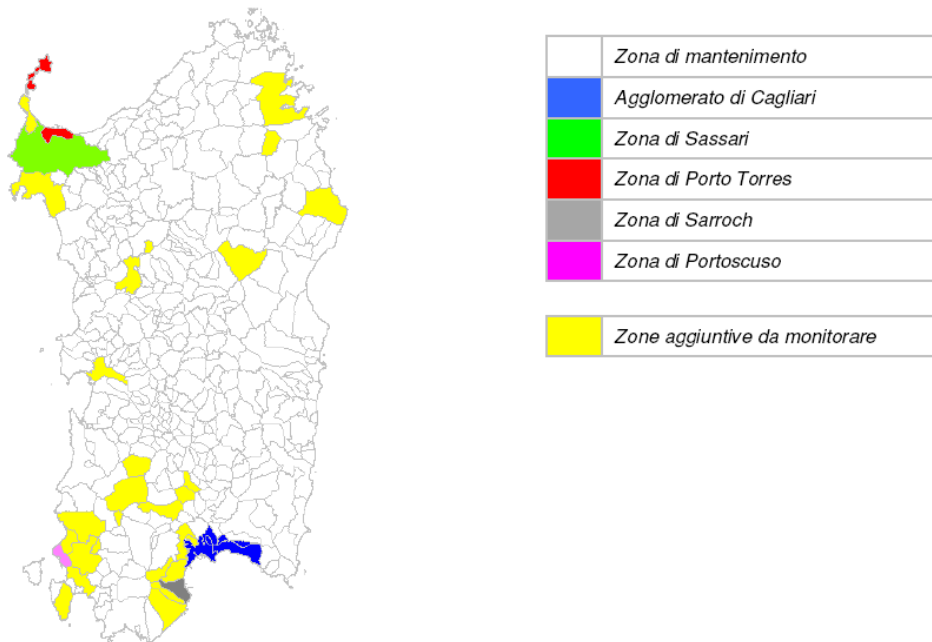 Zona di mantenimento
Agglomerato di Cagliari
Zona di Sassari
Zona di Porto Torres
Zona di Sarroch
Zona di Portoscuso
Zone aggiuntive da monitorare